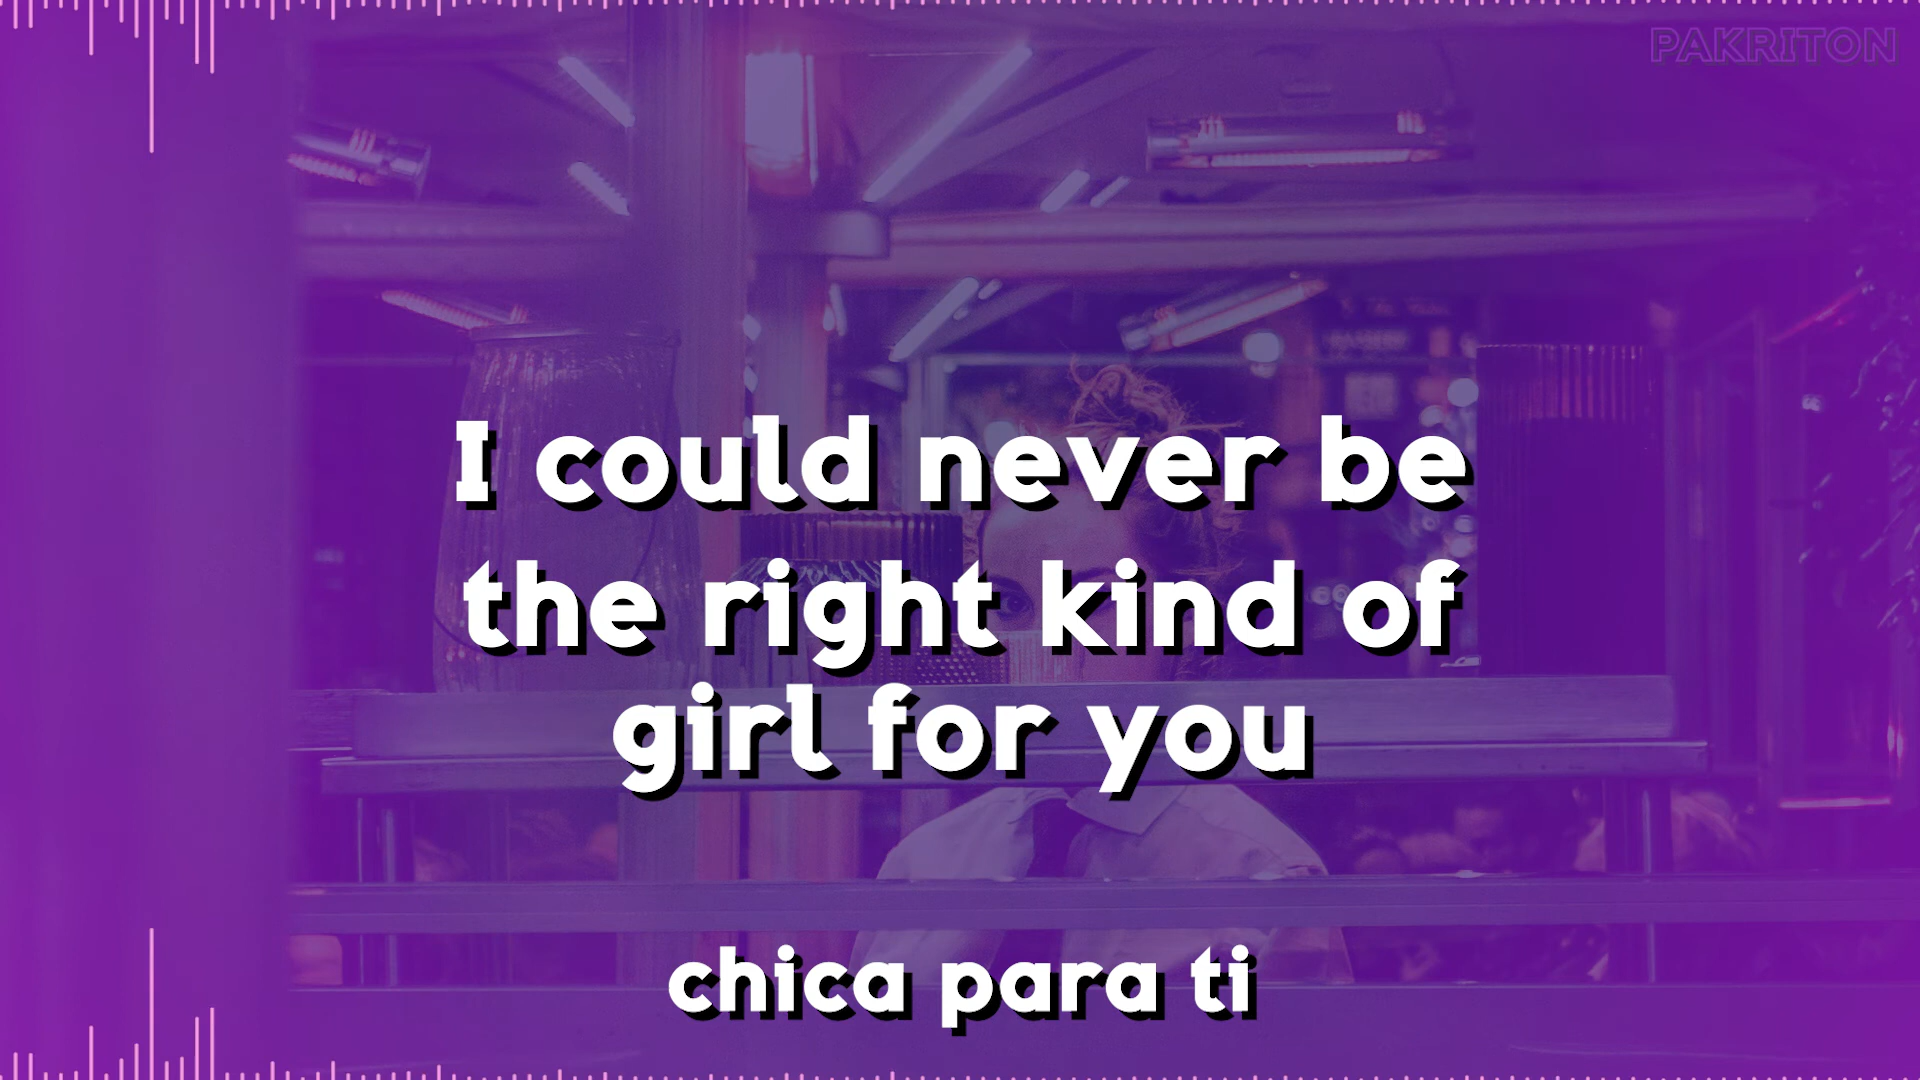 PAKRITON
I could never be
the right kind of
girl for you
chica para ti